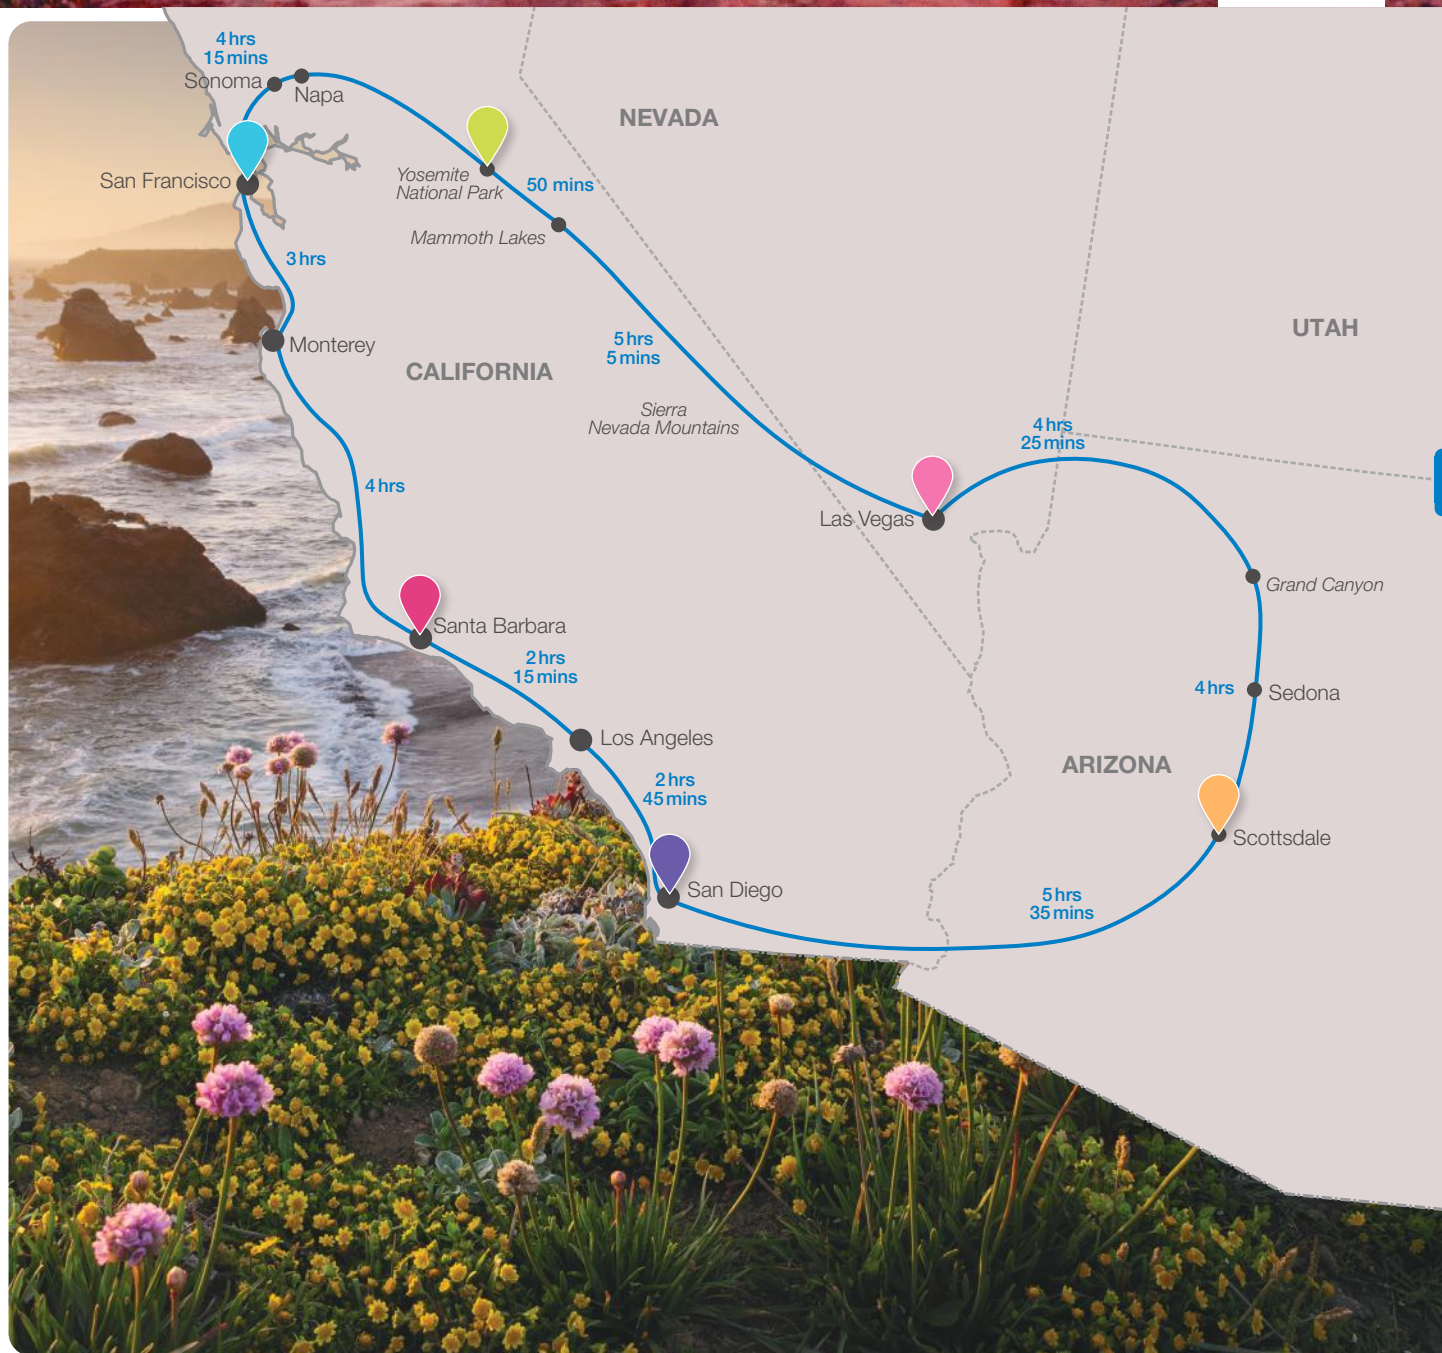 4 hrs
15 mins
Sonoma
Napa
NEVADA
San Francisco
Yosemite
National Park
50 mins
Mammoth Lakes
3 hrs
Monterey
CALIFORNIA
5 hrs
5 mins
UTAH
Sierra
Nevada Mountains
4 hrs
25 mins
4 hrs
Las Vegas
Grand Canyon
Santa Barbara
2 hrs
15 mins
4 hrs
Sedona
Los Angeles
ARIZONA
2 hrs
45 mins
Scottsdale
San Diego
5 hrs
35 mins